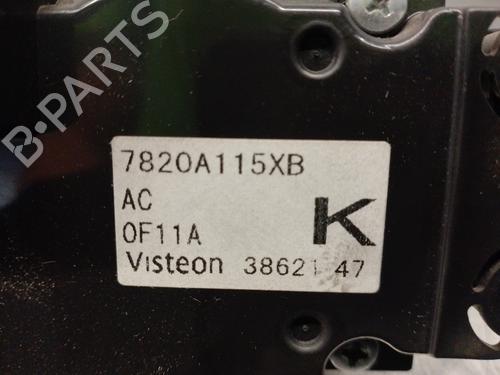 B-PARTS
7820A115XB
AC
0F11A K
Visteon 38621 47